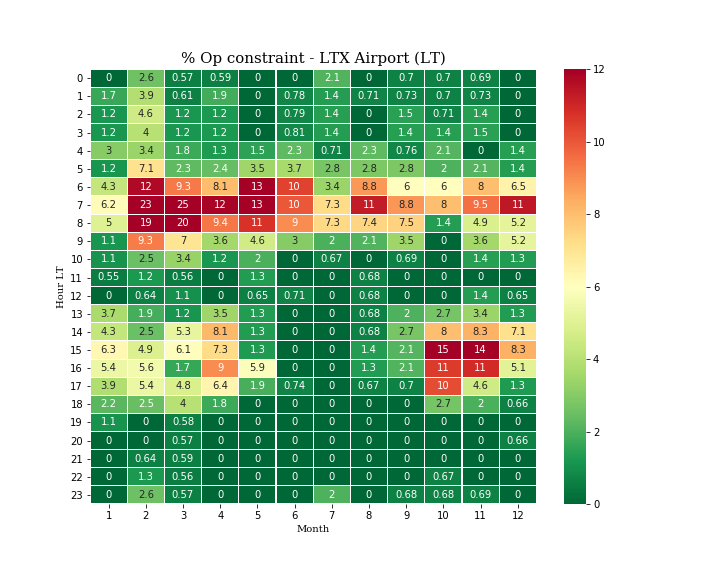 % Op constraint - LTX Airport (LT)
0 0 2.6 0.57 0.59 0 0 2.1 0 0.7 0.7 0.69 0
1 1.7 3.9 0.61 1.9 0 0.78 1.4 0.71 0.73 0.7 0.73 0
2 1.2 4.6 1.2 1.2 0 0.79 1.4 0 1.5 0.71 1.4 0
3 1.2 4 1.2 1.2 0 0.81 1.4 0 1.4 1.4 1.5 0
4 3 3.4 1.8 1.3 1.5 2.3 0.71 2.3 0.76 2.1 0 1.4
5 1.2 7.1 2.3 2.4 3.5 3.7 2.8 2.8 2.8 2 2.1 1.4
6 4.3 12 9.3 8.1 13 10 3.4 8.8 6 6 8 6.5
7 6.2 23 25 12 13 10 7.3 11 8.8 8 9.5 11
8 5 19 20 9.4 11 9 7.3 7.4 7.5 1.4 4.9 5.2
9 1.1 9.3 7 3.6 4.6 3 2 2.1 3.5 0 3.6 5.2
10 1.1 2.5 3.4 1.2 2 0 0.67 0 0.69 0 1.4 1.3
11 0.55 1.2 0.56 0 1.3 0 0 0.68 0 0 0 0
12 0 0.64 1.1 0 0.65 0.71 0 0.68 0 0 1.4 0.65
13 3.7 1.9 1.2 3.5 1.3 0 0 0.68 2 2.7 3.4 1.3
14 4.3 2.5 5.3 8.1 1.3 0 0 0.68 2.7 8 8.3 7.1
15 6.3 4.9 6.1 7.3 1.3 0 0 1.4 2.1 15 14 8.3
16 5.4 5.6 1.7 9 5.9 0 0 1.3 2.1 11 11 5.1
17 3.9 5.4 4.8 6.4 1.9 0.74 0 0.67 0.7 10 4.6 1.3
18 2.2 2.5 4 1.8 0 0 0 0 0 2.7 2 0.66
19 1.1 0 0.58 0 0 0 0 0 0 0 0 0
20 0 0 0.57 0 0 0 0 0 0 0 0 0.66
21 0 0.64 0.59 0 0 0 0 0 0 0 0 0
22 0 1.3 0.56 0 0 0 0 0 0 0.67 0 0
23 0 2.6 0.57 0 0 0 2 0 0.68 0.68 0.69 0
1 2 3 4 5 6 7 8 9 10 11 12
Month
Hour LT
12
10
8
6
4
2
0